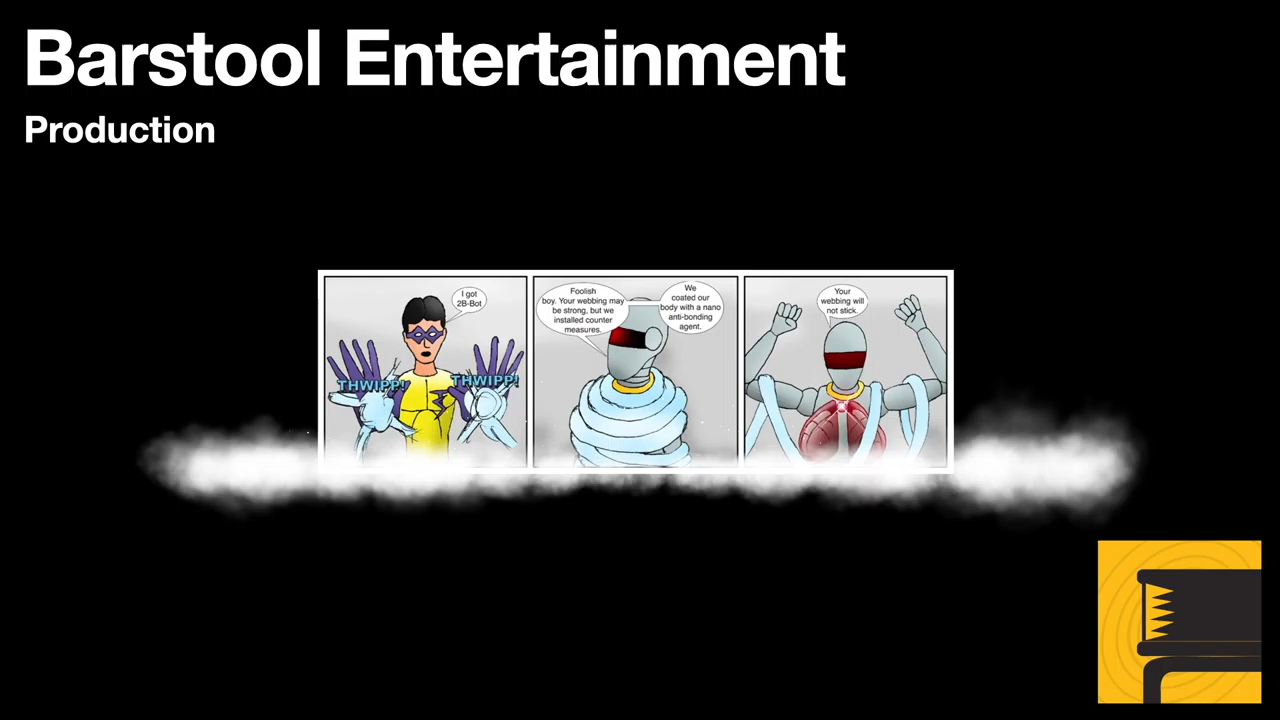 Barstool Entertainment
Production
I got
2B-Bot
THWIPP!
THWIPP!
Foolish
boy. Your webbing may
be strong, but we
installed counter
measures.
We
coated our
body with a nano
anti-bonding
agent.
Your
webbing will
not stick.